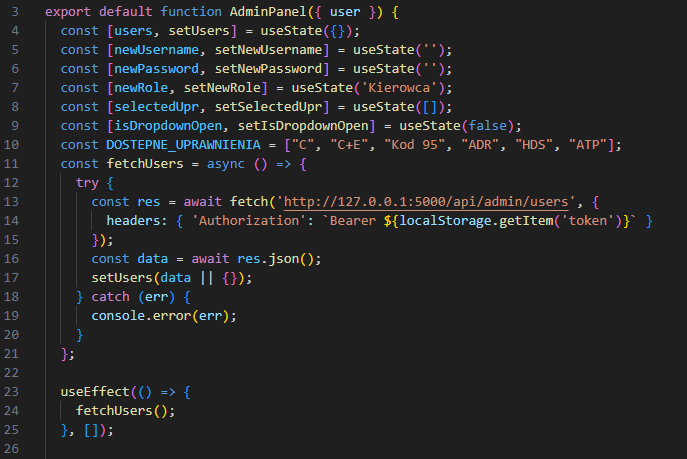 3 export default function AdminPanel({ user }) {
4   const [users, setUsers] = useState({});
5   const [newUsername, setNewUsername] = useState('');
6   const [newPassword, setNewPassword] = useState('');
7   const [newRole, setNewRole] = useState('Kierowca');
8   const [selectedUpr, setSelectedUpr] = useState([]);
9   const [isDropdownOpen, setIsDropdownOpen] = useState(false);
10   const DOSTEPNE_UPRAWNIENIA = ["C", "C+E", "Kod 95", "ADR", "HDS", "ATP"];
11   const fetchUsers = async () => {
12     try {
13       const res = await fetch('http://127.0.0.1:5000/api/admin/users', {
14         headers: { 'Authorization': `Bearer ${localStorage.getItem('token')}` }
15       });
16       const data = await res.json();
17       setUsers(data || {});
18     } catch (err) {
19       console.error(err);
20     }
21   };
22
23   useEffect(() => {
24     fetchUsers();
25   }, []);
26